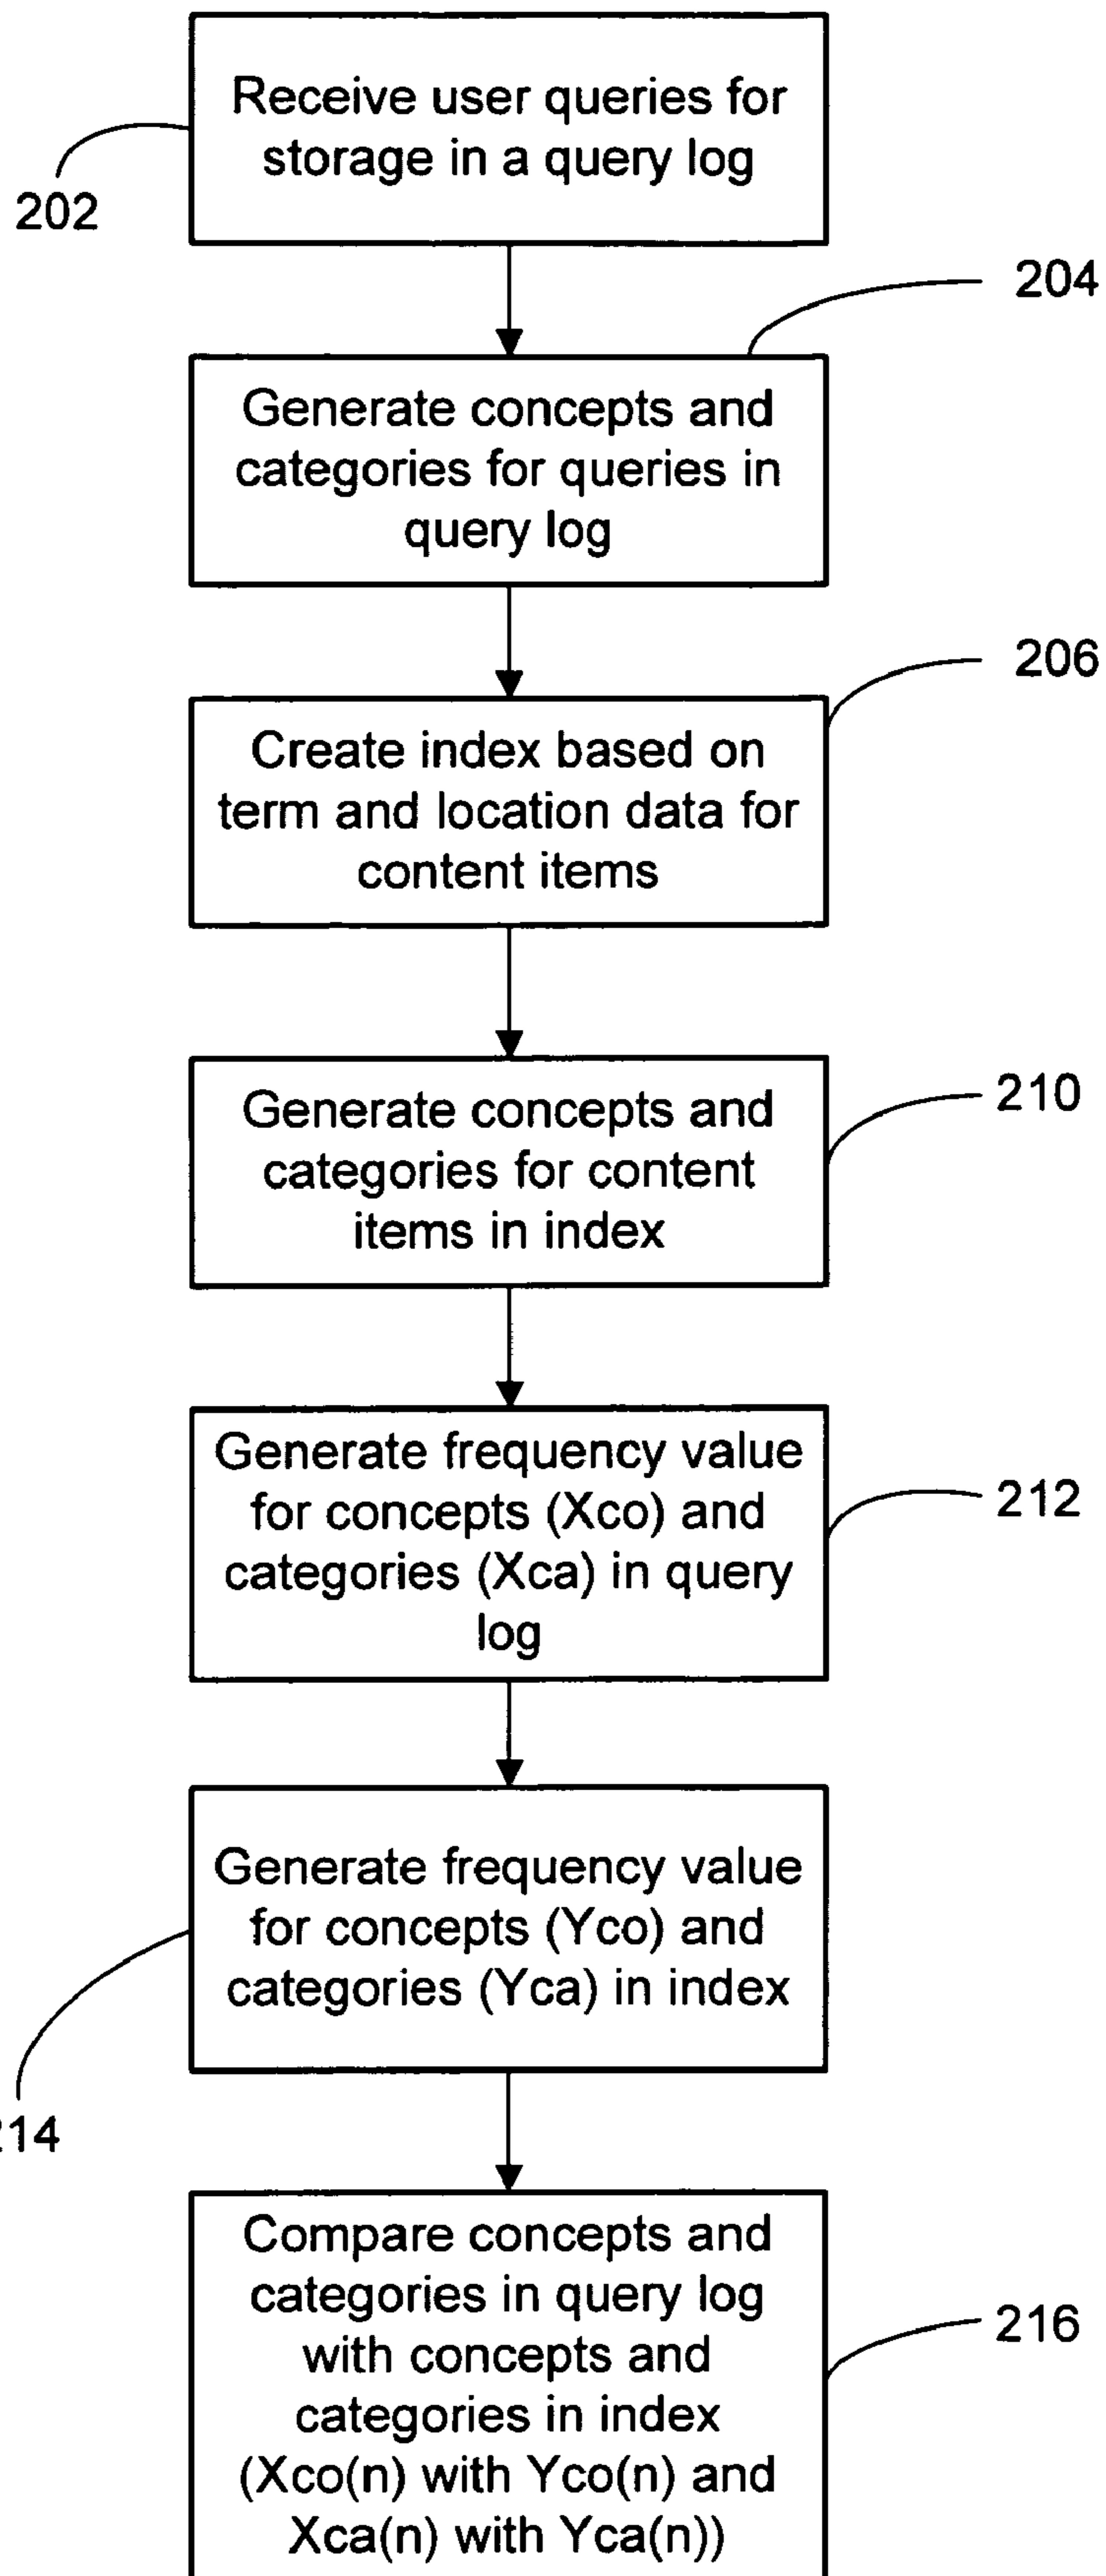 Receive user queries for
storage in a query log
202
204
Generate concepts and
categories for queries in
query log
206
Create index based on
term and location data for
content items
210
Generate concepts and
categories for content
items in index
Generate frequency value
for concepts (Xco) and
categories (Xca) in query
log
212
Generate frequency value
for concepts (Yco) and
categories (Yca) in index
214
Compare concepts and
categories in query log
with concepts and
categories in index
(Xco(n) with Yco(n) and
Xca(n) with Yca(n))
216